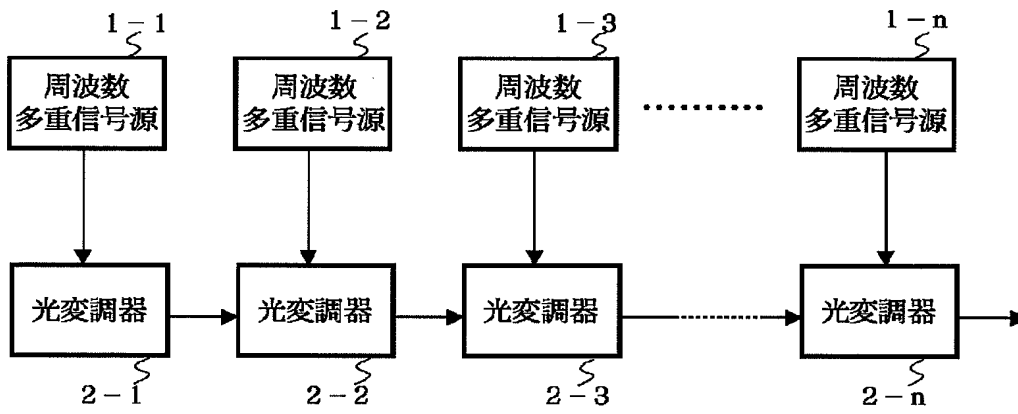 1-1
1-2
1-3
1-n
周波数
多重信号源
周波数
多重信号源
周波数
多重信号源
周波数
多重信号源
光変調器
光変調器
光変調器
光変調器
2-1
2-2
2-3
2-n